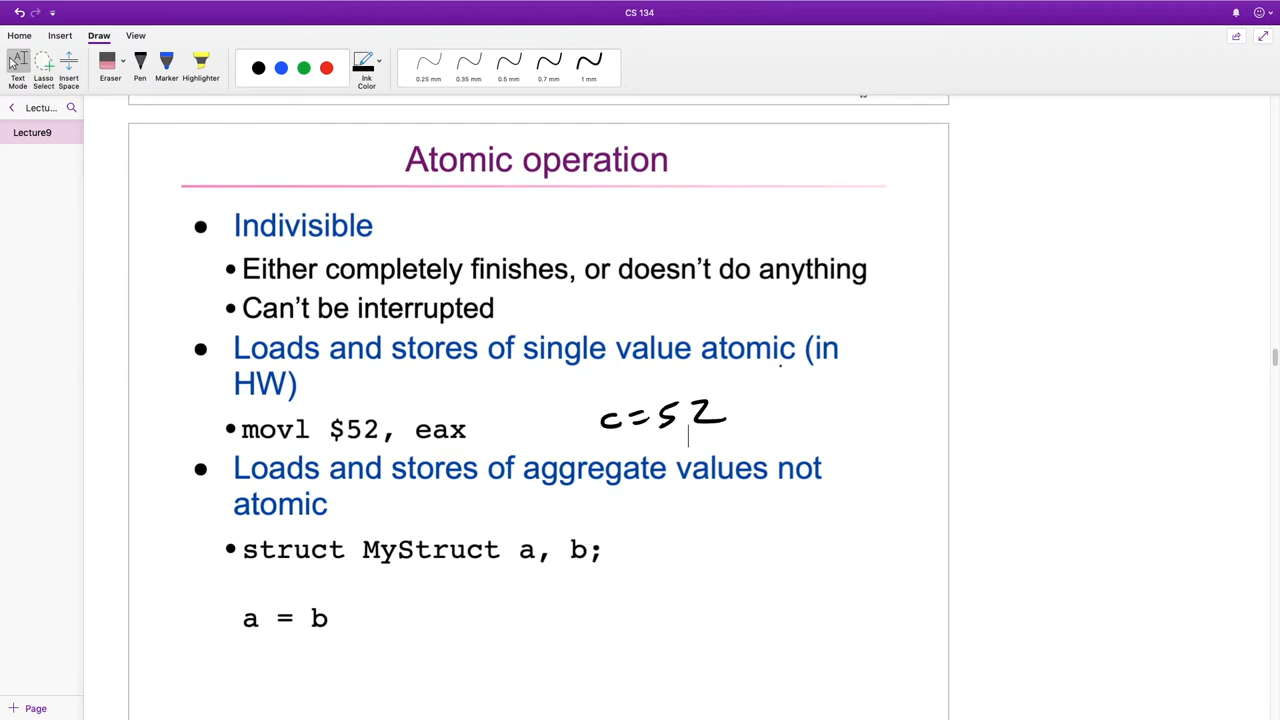 CS 134
Home Insert Draw View
Text Mode
Lasso Select
Insert Space
Eraser
Pen
Marker
Highlighter
Ink Color
0.25 mm
0.35 mm
0.5 mm
0.7 mm
1 mm
Lectu...
Lecture9
Atomic operation
• Indivisible
• Either completely finishes, or doesn't do anything
• Can't be interrupted
• Loads and stores of single value atomic (in
HW)
c=52
• movl $52, eax
• Loads and stores of aggregate values not
atomic
• struct MyStruct a, b;
a = b
+ Page